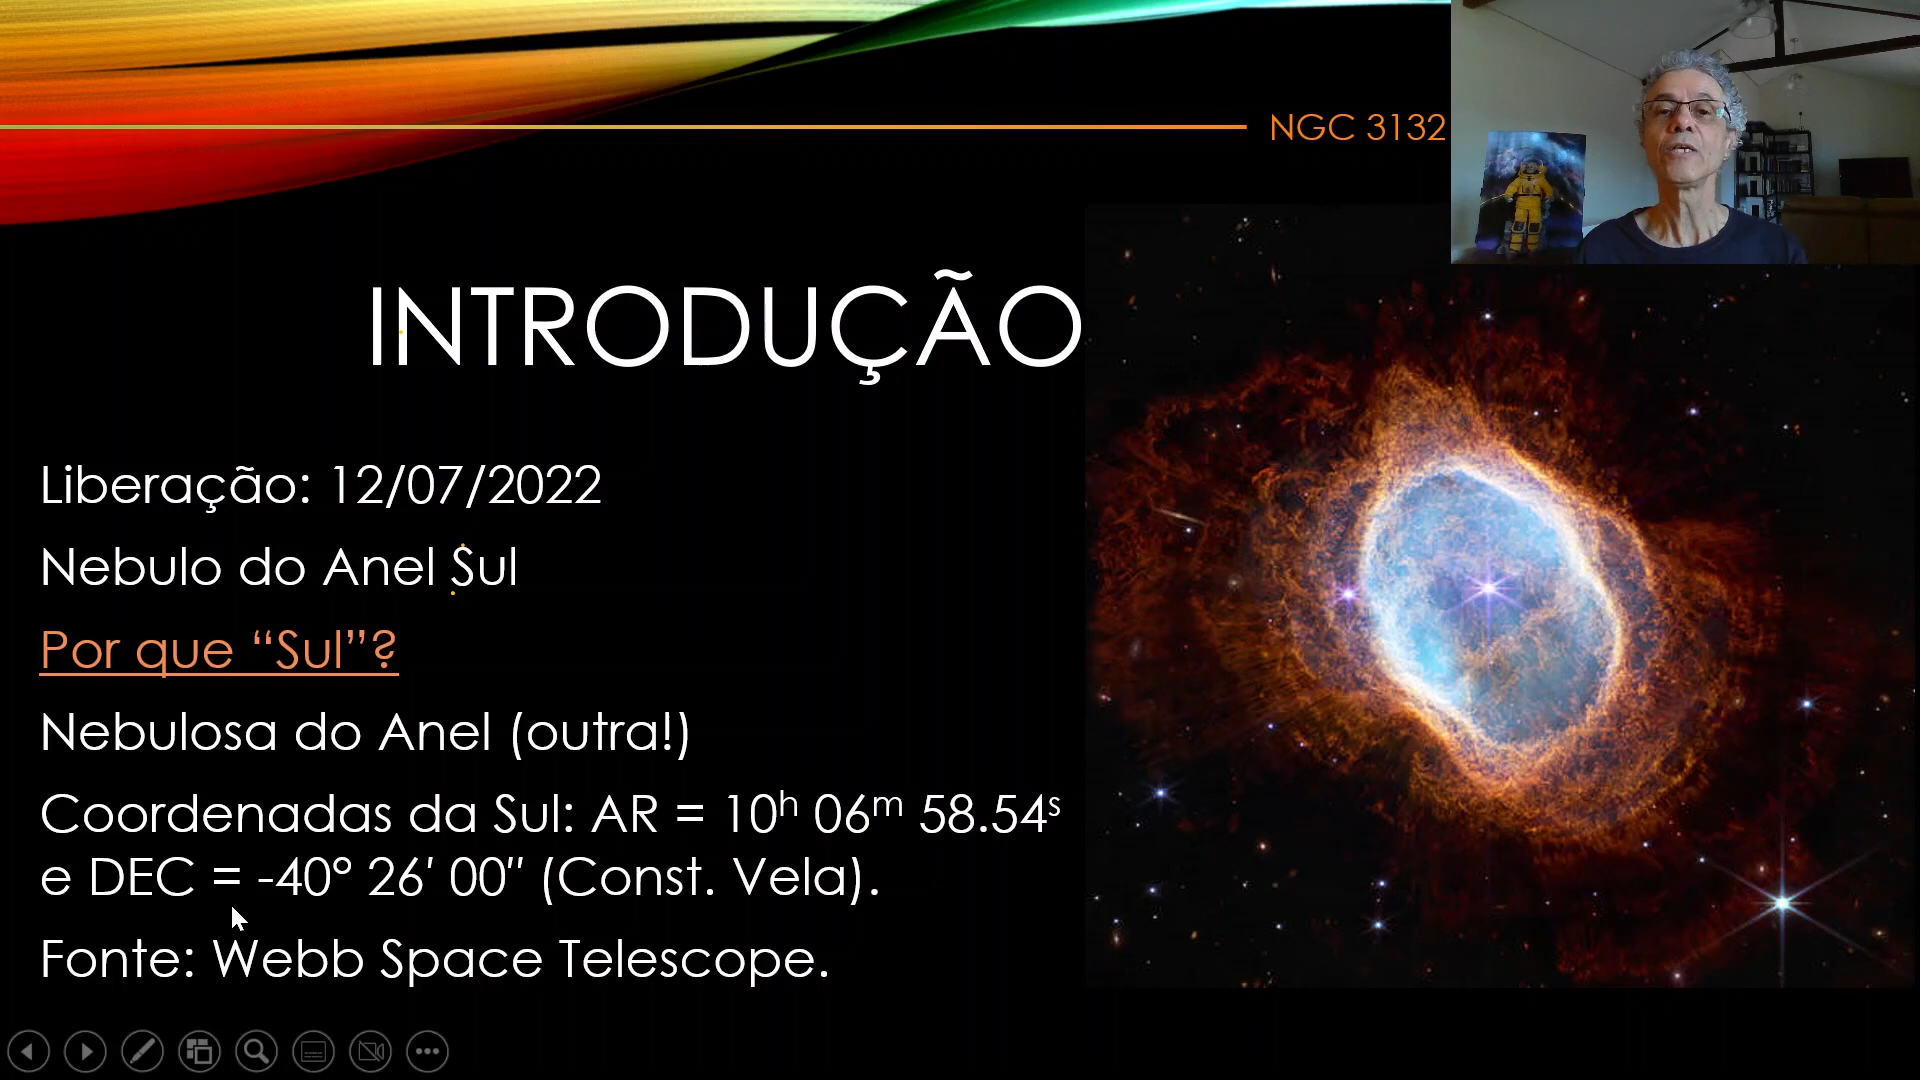 NGC 3132
INTRODUÇÃO
Liberação: 12/07/2022
Nebulo do Anel Sul
Por que “Sul”?
Nebulosa do Anel (outra!)
Coordenadas da Sul: AR = 10ʰ 06ᵐ 58.54ˢ
e DEC = -40° 26′ 00″ (Const. Vela).
Fonte: Webb Space Telescope.